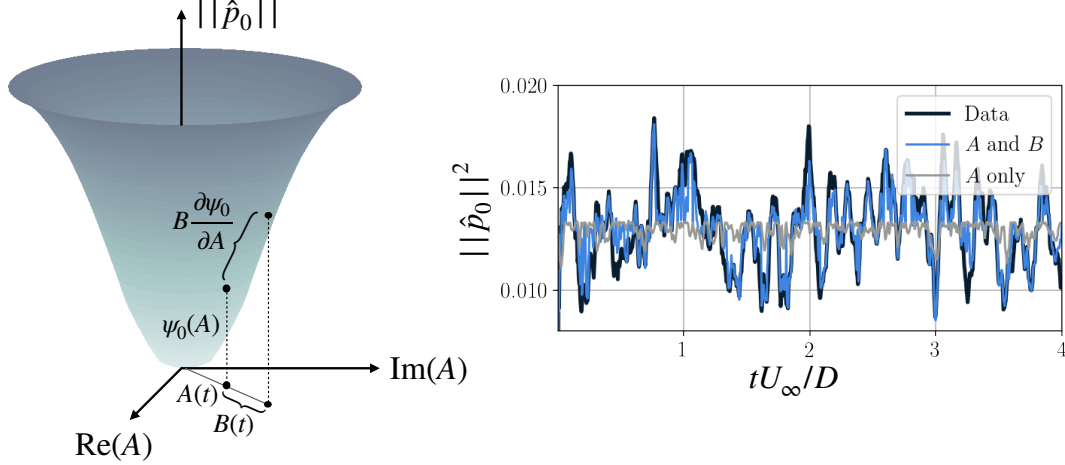 ||p̂₀||
B ∂ψ₀/∂A
ψ₀(A)
A(t)
B(t)
Im(A)
Re(A)
||p̂₀||²
0.020
0.015
0.010
Data
A and B
A only
1
2
3
4
tU∞/D